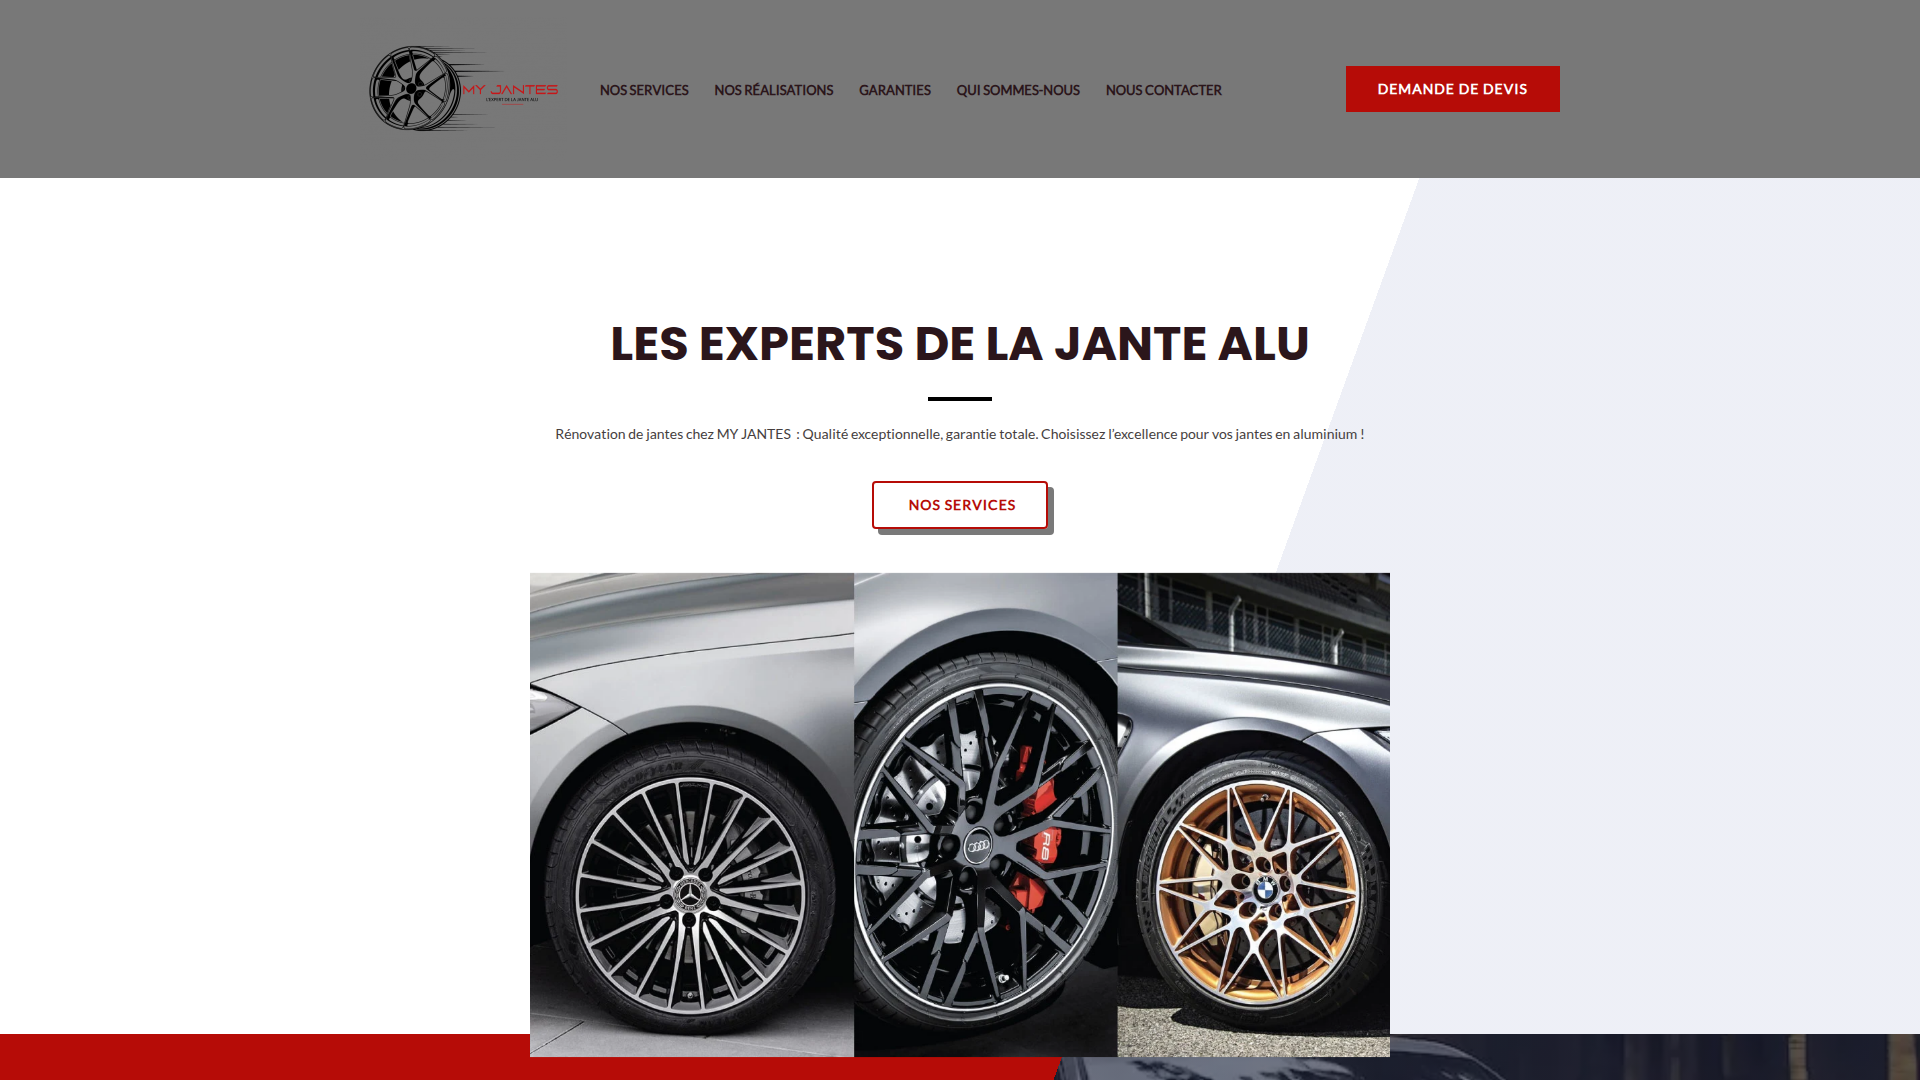 MY JANTES
L'EXPERT DE LA JANTE ALU
NOS SERVICES
NOS RÉALISATIONS
GARANTIES
QUI SOMMES-NOUS
NOUS CONTACTER
DEMANDE DE DEVIS
LES EXPERTS DE LA JANTE ALU
Rénovation de jantes chez MY JANTES : Qualité exceptionnelle, garantie totale. Choisissez l’excellence pour vos jantes en aluminium !
NOS SERVICES
GOODYEAR